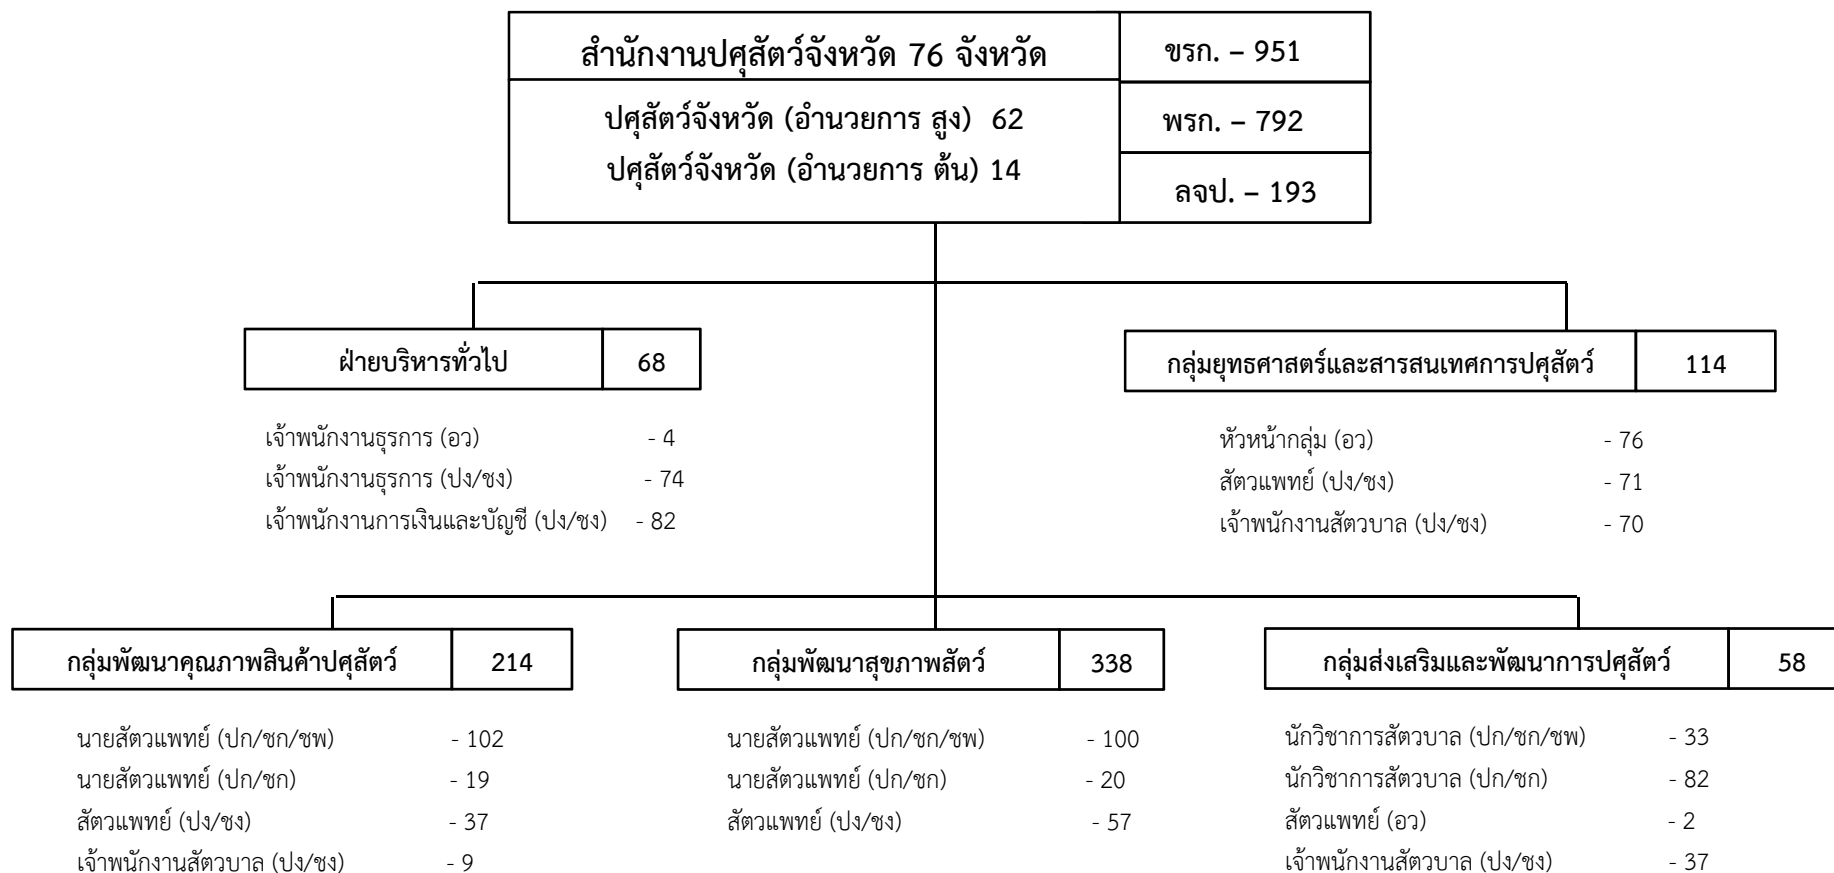 สำนักงานปศุสัตว์จังหวัด 76 จังหวัด
ขรก. – 951
ปศุสัตว์จังหวัด (อำนวยการ สูง) 62
พรก. – 792
ปศุสัตว์จังหวัด (อำนวยการ ต้น) 14
ลจป. – 193
ฝ่ายบริหารทั่วไป 68
กลุ่มยุทธศาสตร์และสารสนเทศการปศุสัตว์ 114
เจ้าพนักงานธุรการ (อว) - 4
เจ้าพนักงานธุรการ (ปง/ชง) - 74
เจ้าพนักงานการเงินและบัญชี (ปง/ชง) - 82
หัวหน้ากลุ่ม (อว) - 76
สัตวแพทย์ (ปง/ชง) - 71
เจ้าพนักงานสัตวบาล (ปง/ชง) - 70
กลุ่มพัฒนาคุณภาพสินค้าปศุสัตว์ 214
นายสัตวแพทย์ (ปก/ชก/ชพ) - 102
นายสัตวแพทย์ (ปก/ชก) - 19
สัตวแพทย์ (ปง/ชง) - 37
เจ้าพนักงานสัตวบาล (ปง/ชง) - 9
กลุ่มพัฒนาสุขภาพสัตว์ 338
นายสัตวแพทย์ (ปก/ชก/ชพ) - 100
นายสัตวแพทย์ (ปก/ชก) - 20
สัตวแพทย์ (ปง/ชง) - 57
กลุ่มส่งเสริมและพัฒนาการปศุสัตว์ 58
นักวิชาการสัตวบาล (ปก/ชก/ชพ) - 33
นักวิชาการสัตวบาล (ปก/ชก) - 82
สัตวแพทย์ (อว) - 2
เจ้าพนักงานสัตวบาล (ปง/ชง) - 37